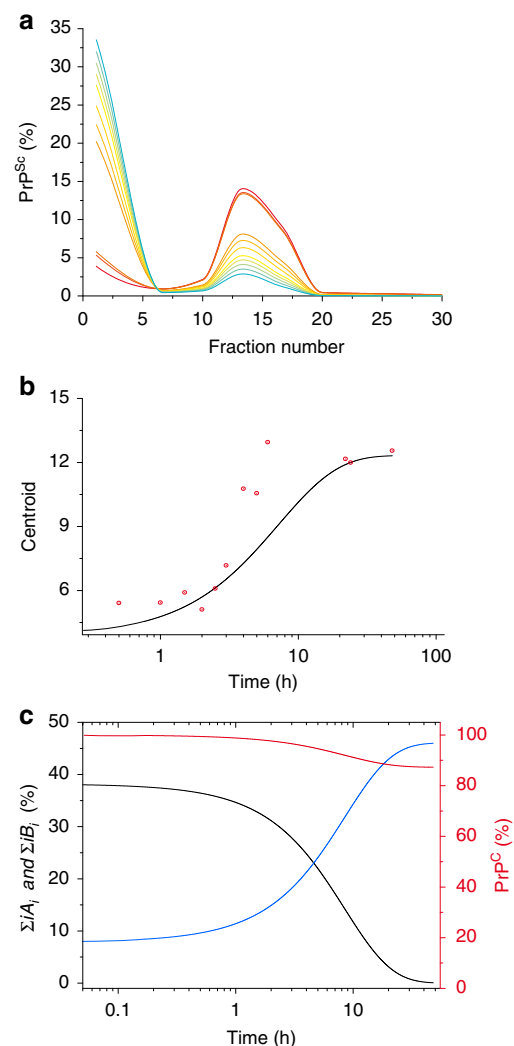 a
35
30
25
20
15
10
5
0
PrP^Sc (%)
0 5 10 15 20 25 30
Fraction number
b
15
12
9
6
Centroid
1 10 100
Time (h)
c
50
40
30
20
10
0
ΣiA_i and ΣiB_i (%)
100
80
60
40
20
0
PrP^C (%)
0.1 1 10
Time (h)